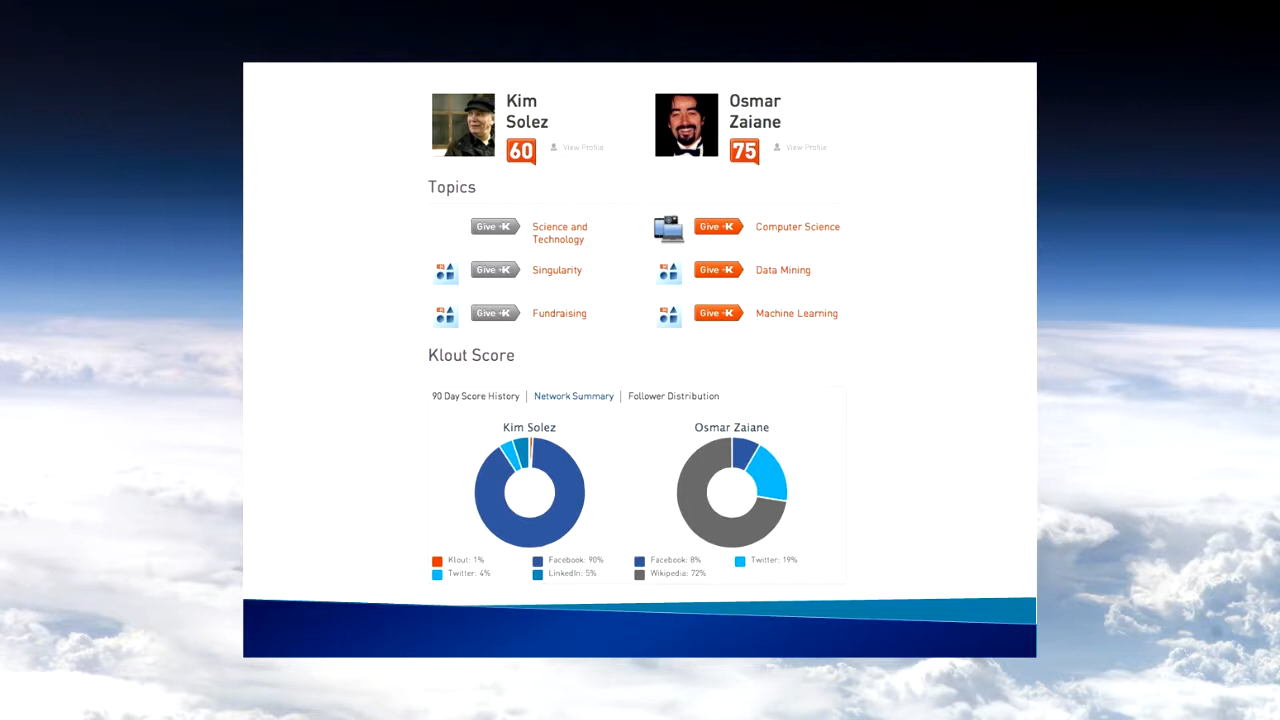 Kim
Solez
60
View Profile
Osmar
Zaiane
75
View Profile
Topics
Give +K
Science and
Technology
Give +K
Computer Science
Give +K
Singularity
Give +K
Data Mining
Give +K
Fundraising
Give +K
Machine Learning
Klout Score
90 Day Score History | Network Summary | Follower Distribution
Kim Solez
Osmar Zaiane
Klout: 1%
Facebook: 90%
Twitter: 4%
LinkedIn: 5%
Facebook: 8%
Twitter: 19%
Wikipedia: 72%